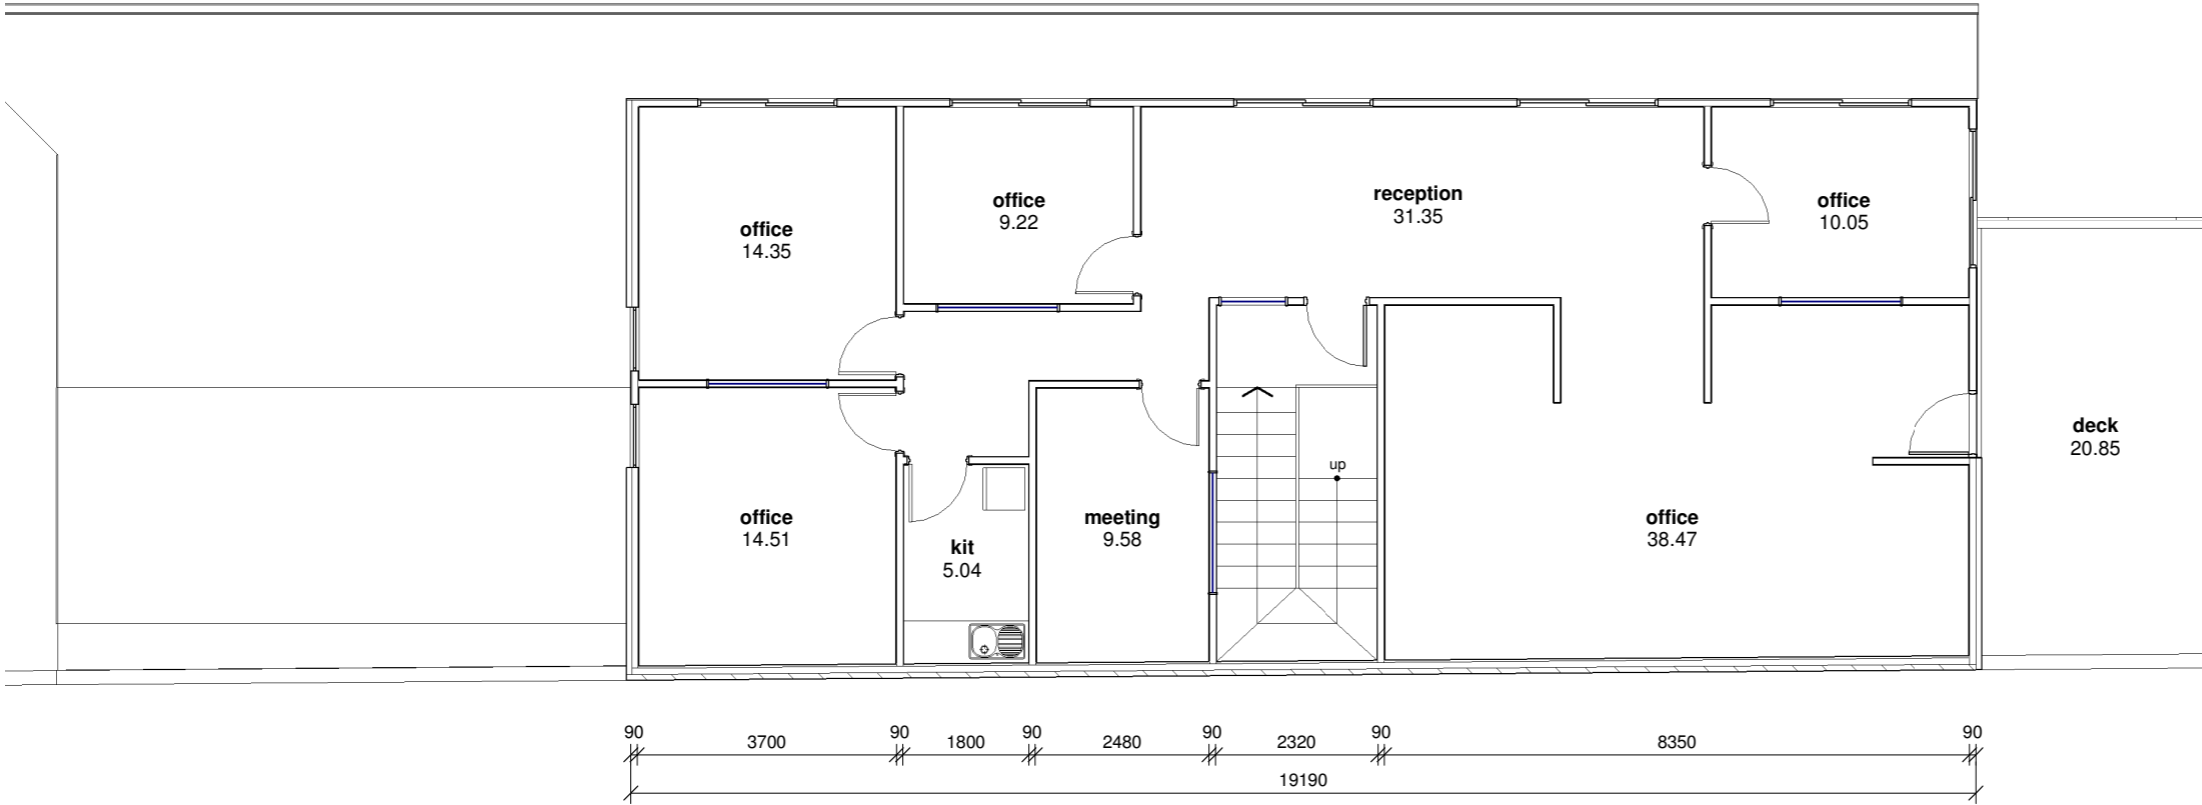 office
14.35
office
9.22
reception
31.35
office
10.05
office
14.51
kit
5.04
meeting
9.58
up
office
38.47
deck
20.85
90 3700 90 1800 90 2480 90 2320 90 8350 90
19190